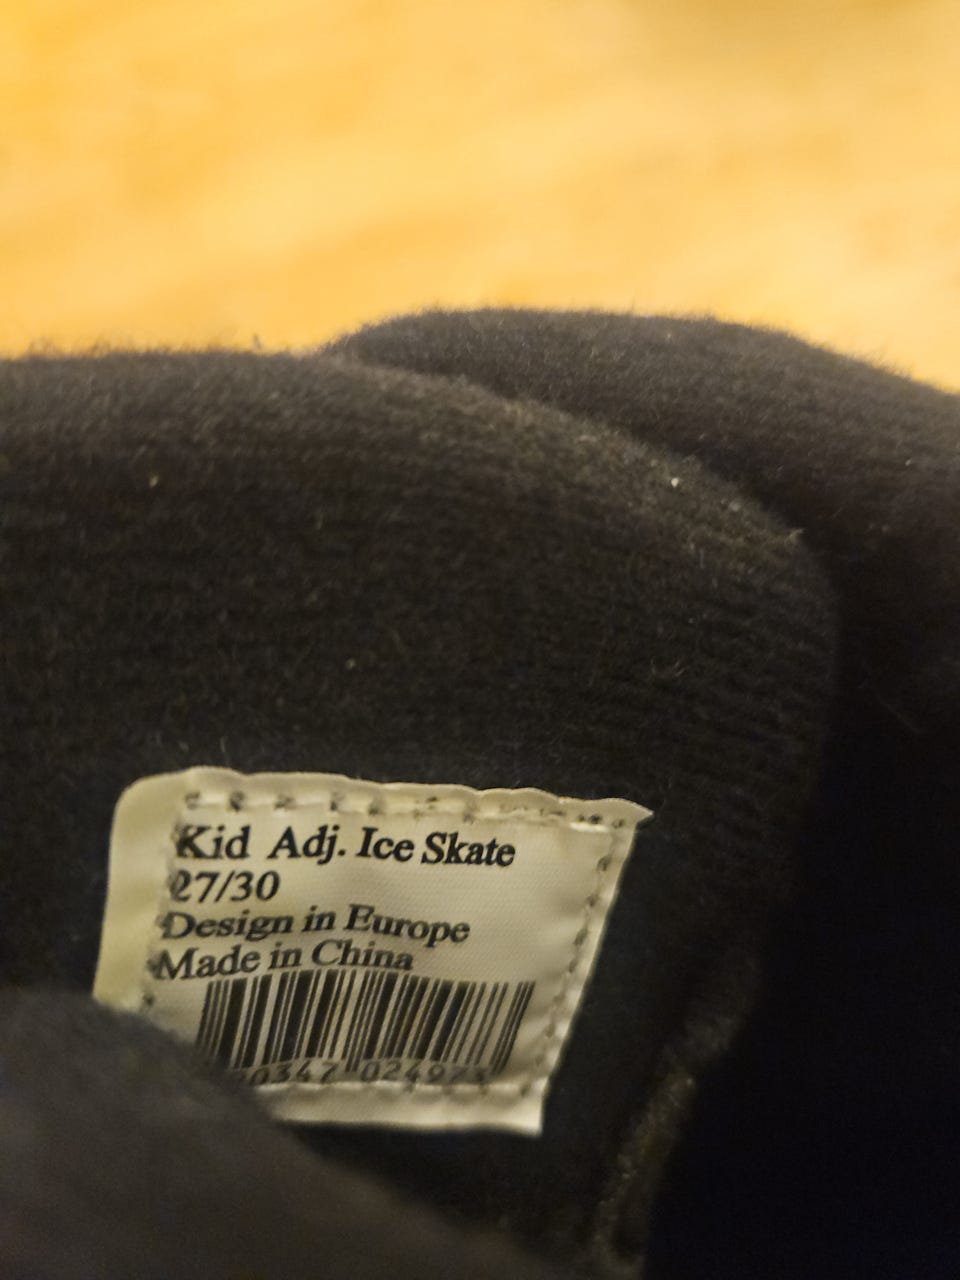 Kid Adj. Ice Skate
27/30
Design in Europe
Made in China